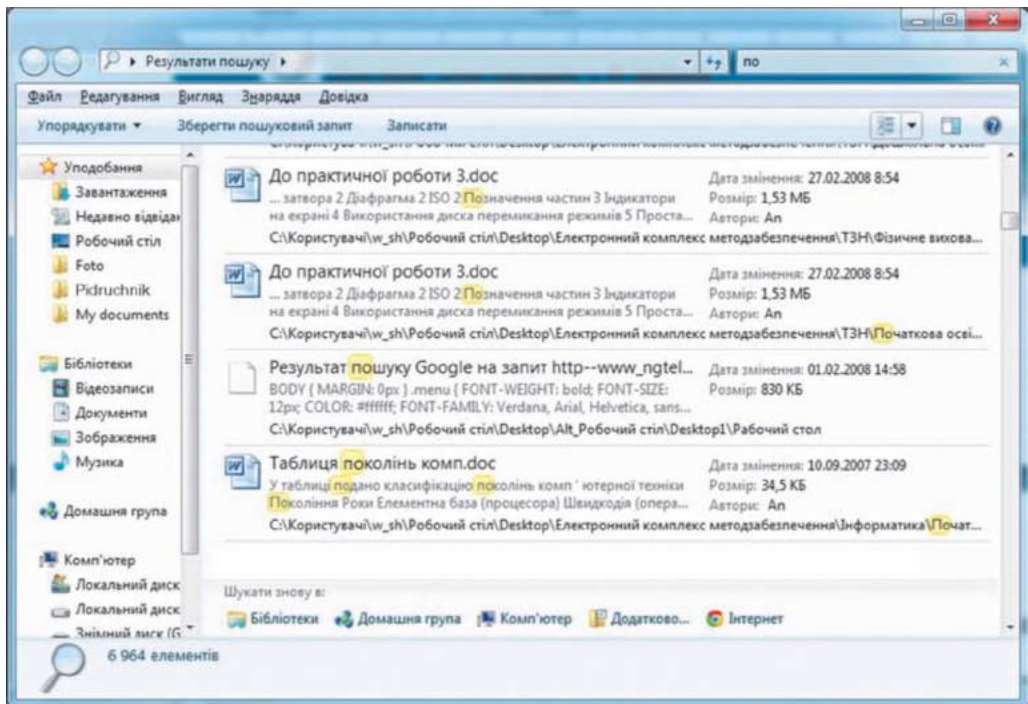 Результати пошуку
по
Файл Редагування Вигляд Знаряддя Довідка
Упорядкувати Зберегти пошуковий запит Записати
Уподобання
Завантаження
Недавно відвідан
Робочий стіл
Foto
Pidruchnik
My documents
Бібліотеки
Відеозаписи
Документи
Зображення
Музика
Домашня група
Комп'ютер
Локальний диск
Локальний диск
Знімний диск (G
До практичної роботи 3.doc
Дата змінення: 27.02.2008 8:54
... затвора 2 Діафрагма 2 ISO 2 Позначення частин 3 Індикатори
Розмір: 1,53 МБ
на екрані 4 Використання диска перемикання режимів 5 Проста...
Автори: An
C:\Користувачі\w_sh\Робочий стіл\Desktop\Електронний комплекс методзабезпечення\ТЗН\Фізичне вихова...
До практичної роботи 3.doc
Дата змінення: 27.02.2008 8:54
... затвора 2 Діафрагма 2 ISO 2 Позначення частин 3 Індикатори
Розмір: 1,53 МБ
на екрані 4 Використання диска перемикання режимів 5 Проста...
Автори: An
C:\Користувачі\w_sh\Робочий стіл\Desktop\Електронний комплекс методзабезпечення\ТЗН\Початкова осві...
Результат пошуку Google на запит http--www_ngtel...
Дата змінення: 01.02.2008 14:58
BODY { MARGIN: 0px } .menu { FONT-WEIGHT: bold; FONT-SIZE:
Розмір: 830 КБ
12px; COLOR: #ffffff; FONT-FAMILY: Verdana, Arial, Helvetica, sans...
C:\Користувачі\w_sh\Робочий стіл\Desktop\Alt_Робочий стіл\Desktop1\Рабочий стол
Таблиця поколінь комп.doc
Дата змінення: 10.09.2007 23:09
У таблиці подано класифікацію поколінь комп ' ютерної техніки
Розмір: 34,5 КБ
Покоління Роки Елементна база (процесора) Швидкодія (опера...
Автори: An
C:\Користувачі\w_sh\Робочий стіл\Desktop\Електронний комплекс методзабезпечення\Інформатика\Почат...
Шукати знову в:
Бібліотеки Домашня група Комп'ютер Додатково... Інтернет
6 964 елементів